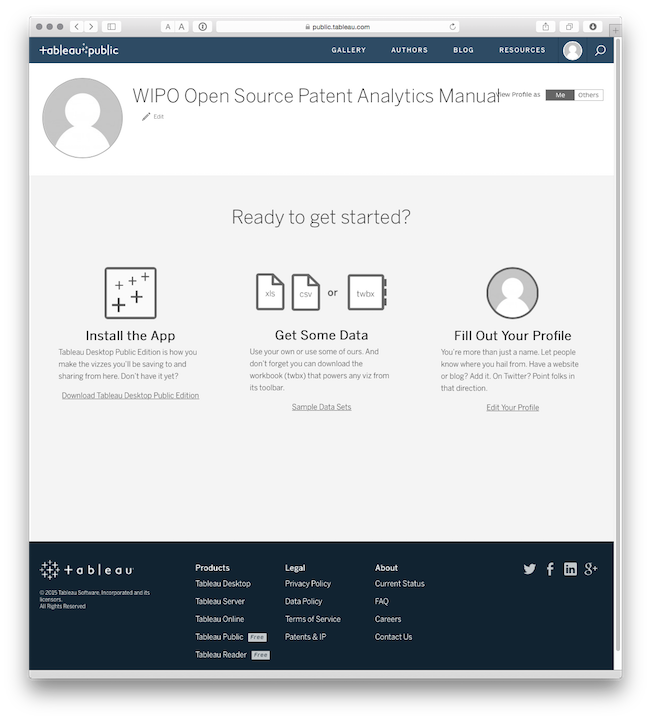 public.tableau.com
A A
+ableau:public
GALLERY AUTHORS BLOG RESOURCES
WIPO Open Source Patent Analytics Manual
View Profile as Me Others
Edit
Ready to get started?
xls csv or twbx
Install the App
Tableau Desktop Public Edition is how you
make the vizzes you'll be saving to and
sharing from here. Don't have it yet?
Download Tableau Desktop Public Edition
Get Some Data
Use your own or use some of ours. And
don't forget you can download the
workbook (twbx) that powers any viz from
its toolbar.
Sample Data Sets
Fill Out Your Profile
You're more than just a name. Let people
know where you hail from. Have a website
or blog? Add it. On Twitter? Point folks in
that direction.
Edit Your Profile
+ableau
© 2015 Tableau Software, Incorporated and its
licensors.
All Rights Reserved
Products
Tableau Desktop
Tableau Server
Tableau Online
Tableau Public Free
Tableau Reader Free
Legal
Privacy Policy
Data Policy
Terms of Service
Patents & IP
About
Current Status
FAQ
Careers
Contact Us